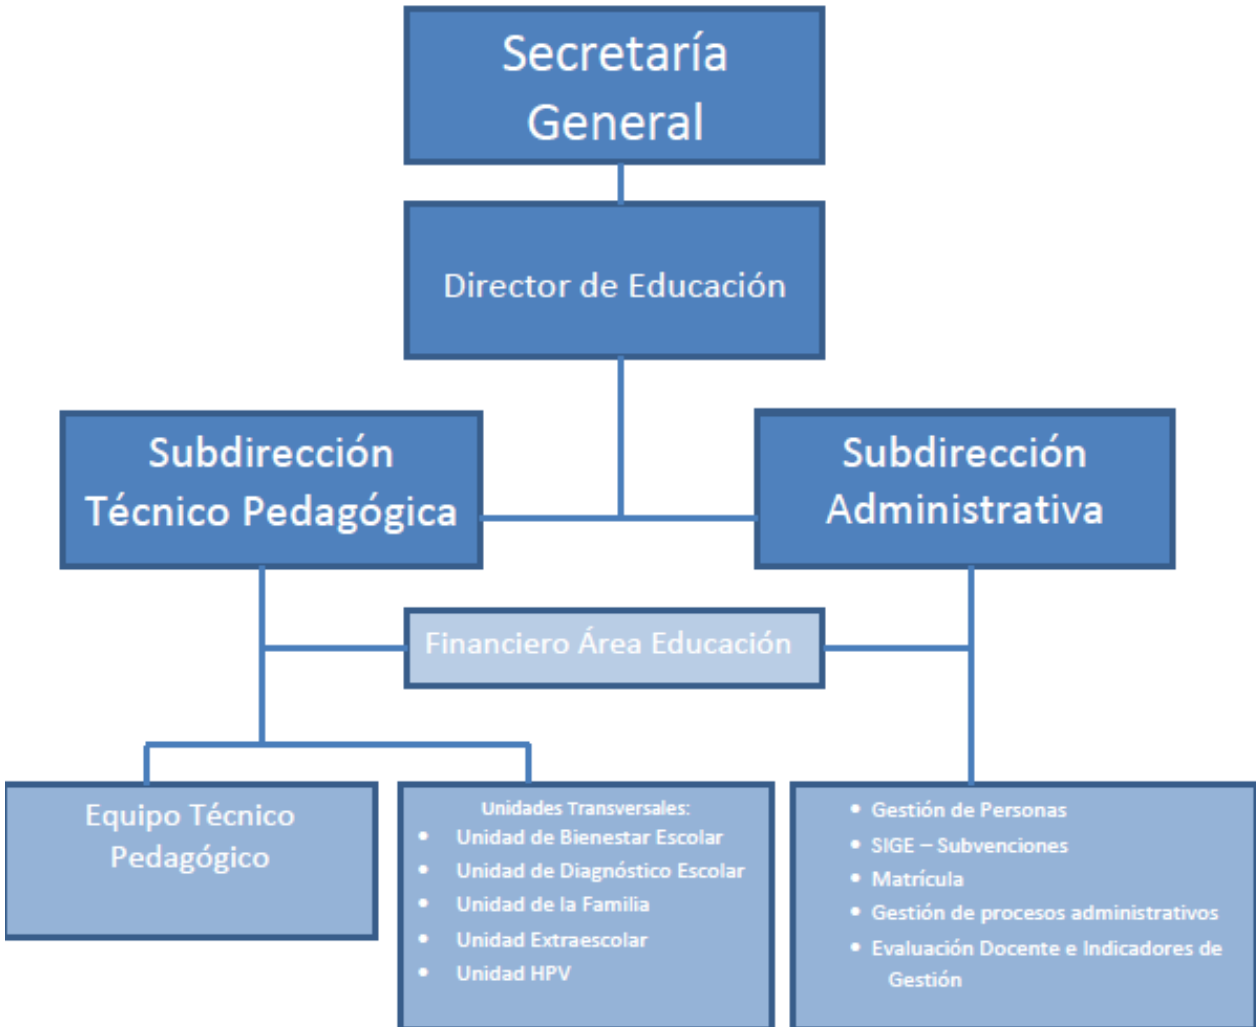 Secretaría
General
Director de Educación
Subdirección
Técnico Pedagógica
Subdirección
Administrativa
Financiero Área Educación
Equipo Técnico
Pedagógico
Unidades Transversales:
• Unidad de Bienestar Escolar
• Unidad de Diagnóstico Escolar
• Unidad de la Familia
• Unidad Extraescolar
• Unidad HPV
• Gestión de Personas
• SIGE – Subvenciones
• Matrícula
• Gestión de procesos administrativos
• Evaluación Docente e Indicadores de
Gestión